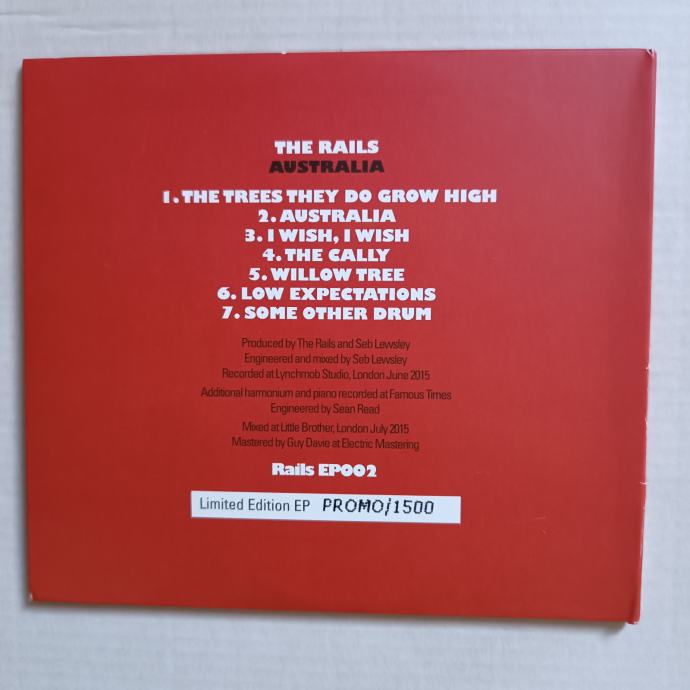 THE RAILS
AUSTRALIA
1. THE TREES THEY DO GROW HIGH
2. AUSTRALIA
3. I WISH, I WISH
4. THE CALLY
5. WILLOW TREE
6. LOW EXPECTATIONS
7. SOME OTHER DRUM
Produced by The Rails and Seb Lewsley
Engineered and mixed by Seb Lewsley
Recorded at Lynchmob Studio, London June 2015
Additional harmonium and piano recorded at Famous Times
Engineered by Sean Read
Mixed at Little Brother, London July 2015
Mastered by Guy Davie at Electric Mastering
Rails EP002
Limited Edition EP PROMO/1500